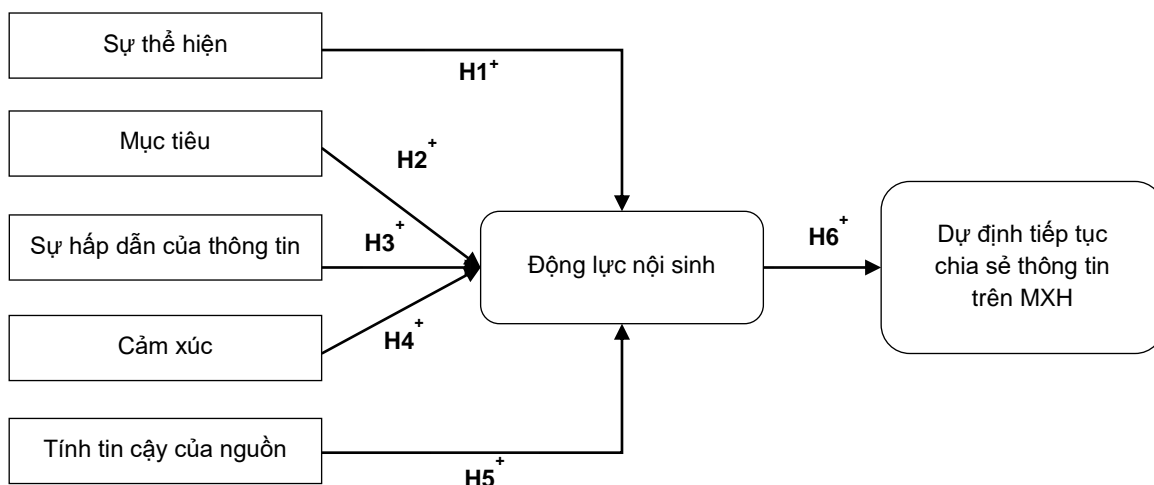 Sự thể hiện
H1+
Mục tiêu
H2+
Sự hấp dẫn của thông tin
H3+
Cảm xúc
H4+
Tính tin cậy của nguồn
H5+
Động lực nội sinh
H6+
Dự định tiếp tục
chia sẻ thông tin
trên MXH